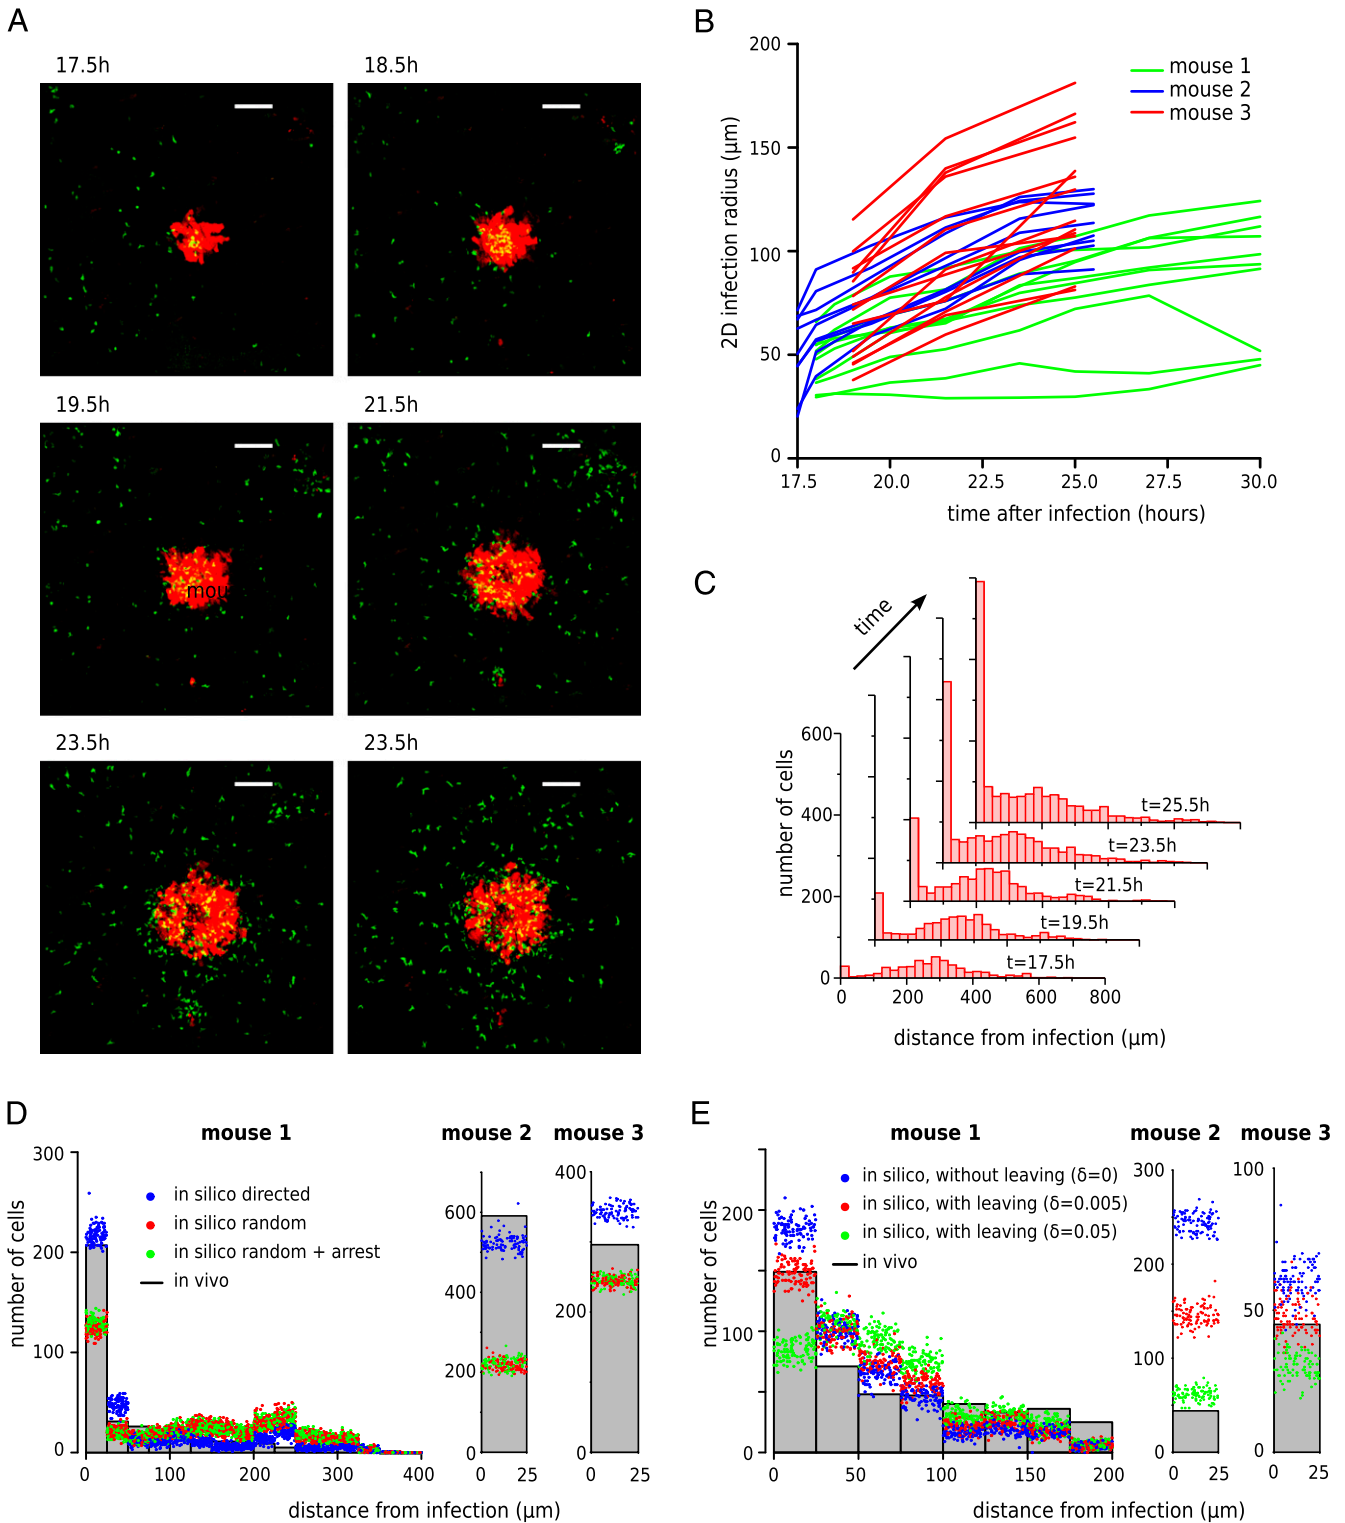 A
17.5h
18.5h
19.5h
21.5h
mou
23.5h
23.5h
B
200
150
100
50
0
2D infection radius (µm)
mouse 1
mouse 2
mouse 3
17.5 20.0 22.5 25.0 27.5 30.0
time after infection (hours)
C
time
600
400
200
0
number of cells
t=25.5h
t=23.5h
t=21.5h
t=19.5h
t=17.5h
0 200 400 600 800
distance from infection (µm)
D
mouse 1 mouse 2 mouse 3
300
200
100
0
number of cells
in silico directed
in silico random
in silico random + arrest
in vivo
0 100 200 300 400
600
400
200
0
0 25
400
200
0
0 25
distance from infection (µm)
E
mouse 1 mouse 2 mouse 3
200
100
0
number of cells
in silico, without leaving (δ=0)
in silico, with leaving (δ=0.005)
in silico, with leaving (δ=0.05)
in vivo
0 50 100 150 200
300
200
100
0
0 25
100
50
0
0 25
distance from infection (µm)